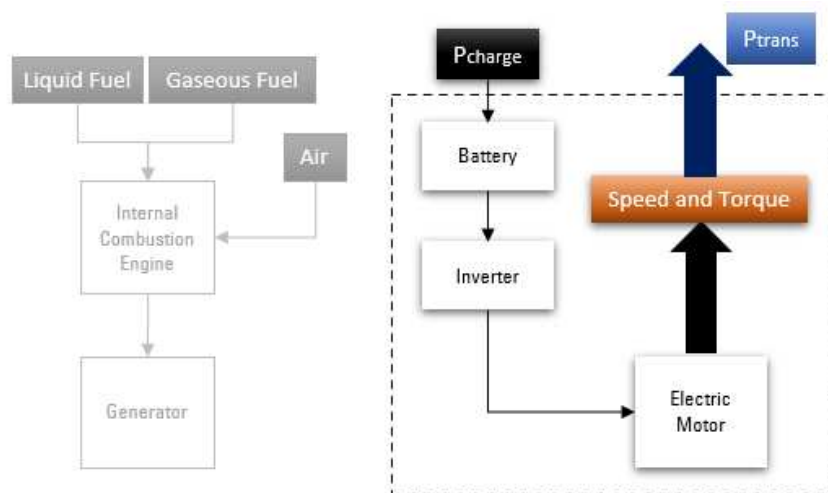 Liquid Fuel
Gaseous Fuel
Air
Internal
Combustion
Engine
Generator
Pcharge
Battery
Inverter
Electric
Motor
Speed and Torque
Ptrans